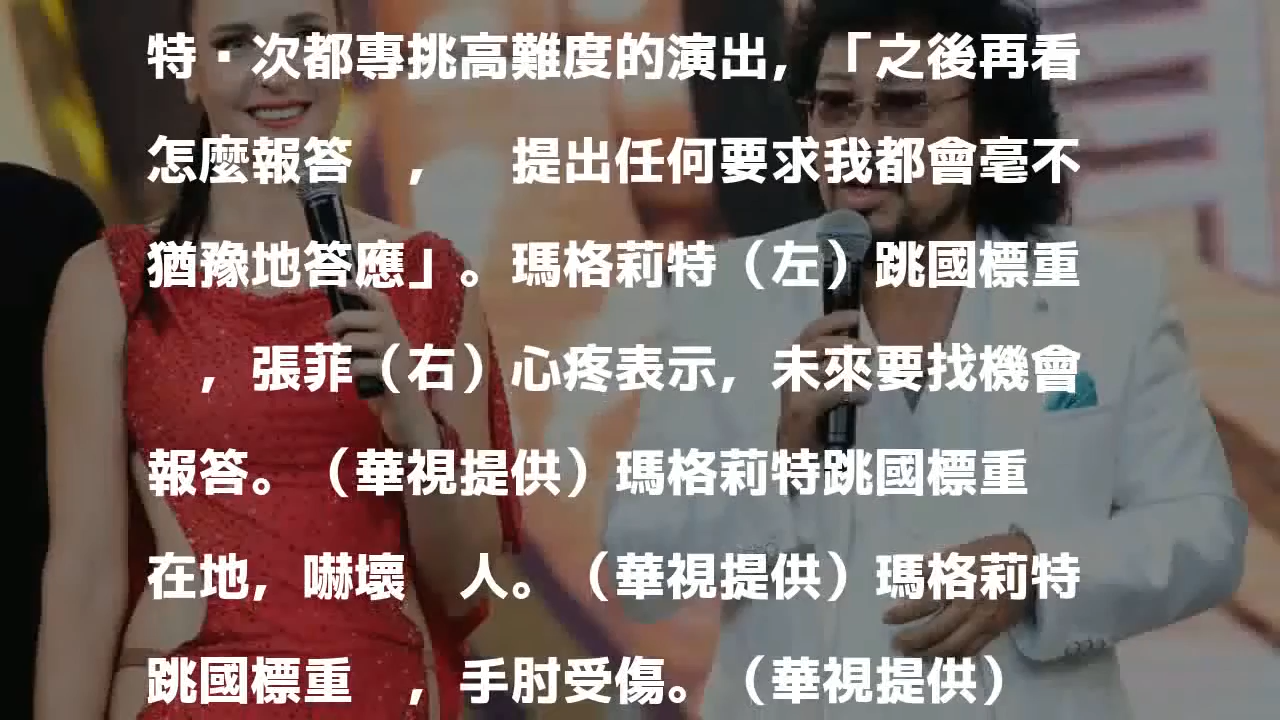 特·次都專挑高難度的演出，「之後再看
怎麼報答　，　提出任何要求我都會毫不
猶豫地答應」。瑪格莉特（左）跳國標重
　，張菲（右）心疼表示，未來要找機會
報答。（華視提供）瑪格莉特跳國標重
在地，嚇壞　人。（華視提供）瑪格莉特
跳國標重　，手肘受傷。（華視提供）